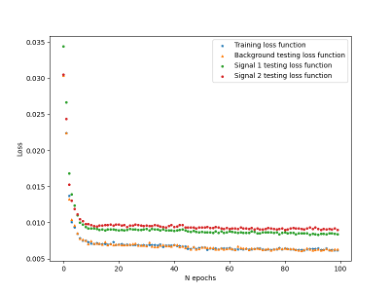 Training loss function
Background testing loss function
Signal 1 testing loss function
Signal 2 testing loss function
0.035
0.030
0.025
0.020
0.015
0.010
0.005
Loss
0 20 40 60 80 100
N epochs